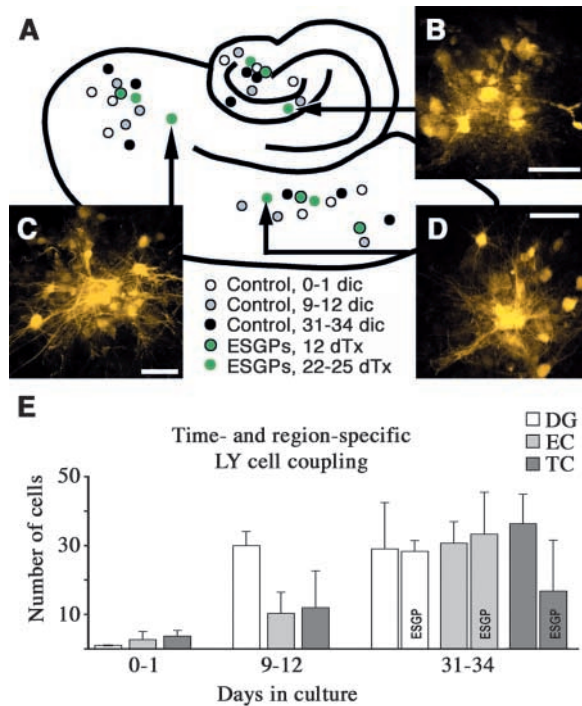 A
B
C
D
Control, 0-1 dic
Control, 9-12 dic
Control, 31-34 dic
ESGPs, 12 dTx
ESGPs, 22-25 dTx
E
Time- and region-specific
LY cell coupling
DG
EC
TC
Number of cells
50
30
10
ESGP
ESGP
ESGP
0-1
9-12
31-34
Days in culture